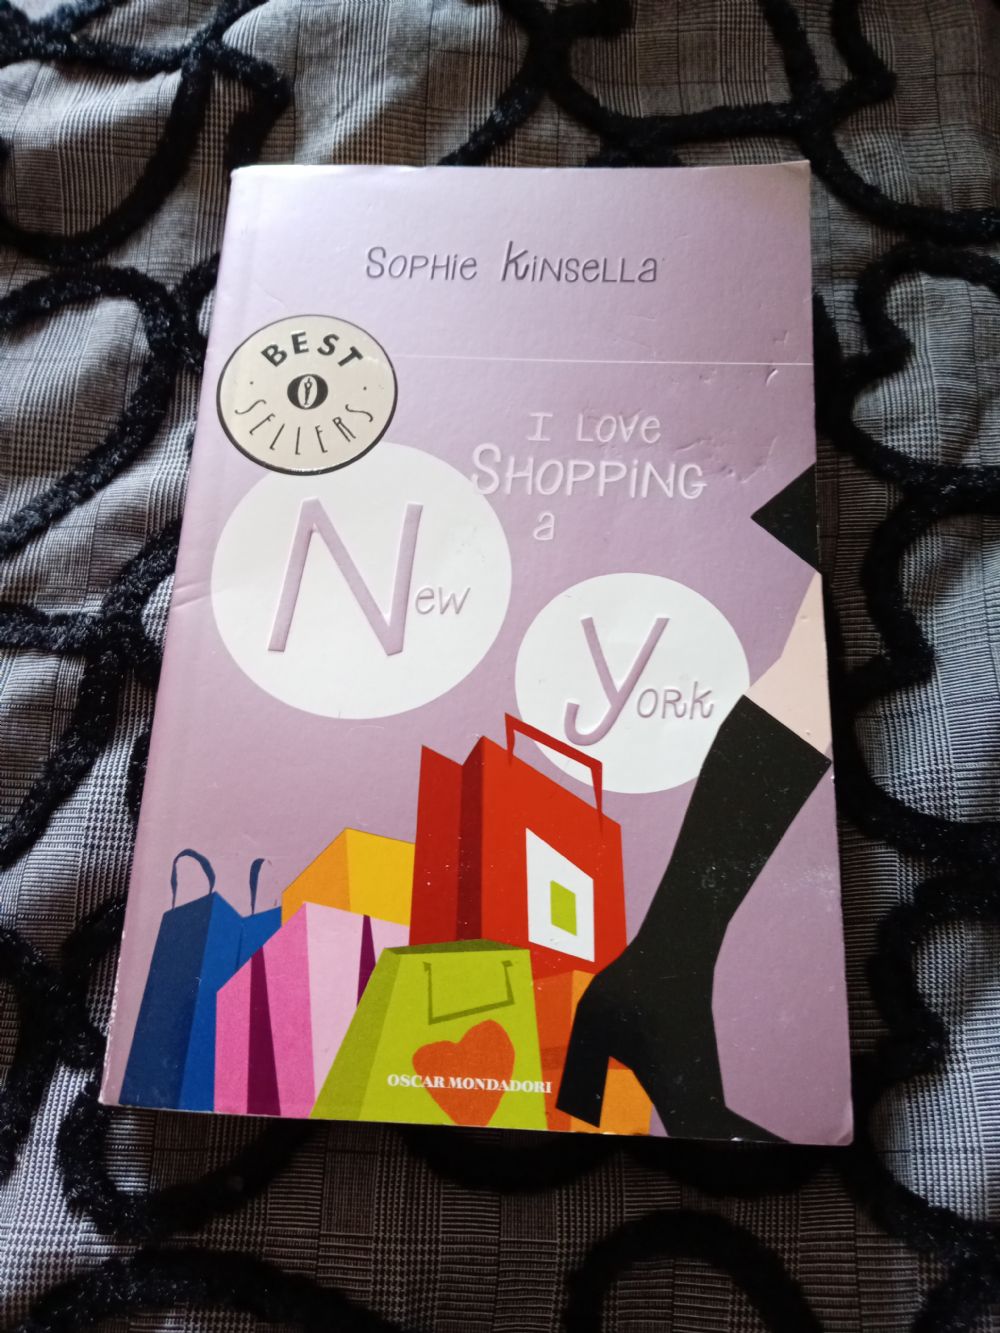 Sophie Kinsella
BEST
SELLERS
I Love
Shopping
a
New
York
OSCAR MONDADORI